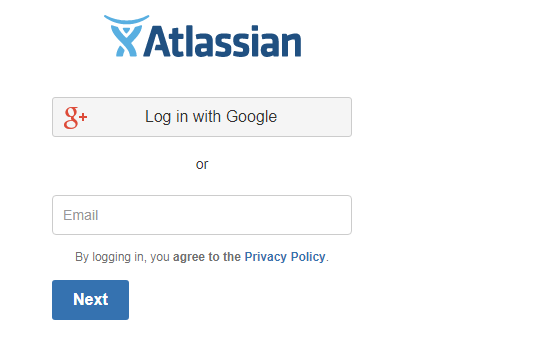 Atlassian
g+ Log in with Google
or
Email
By logging in, you agree to the Privacy Policy.
Next